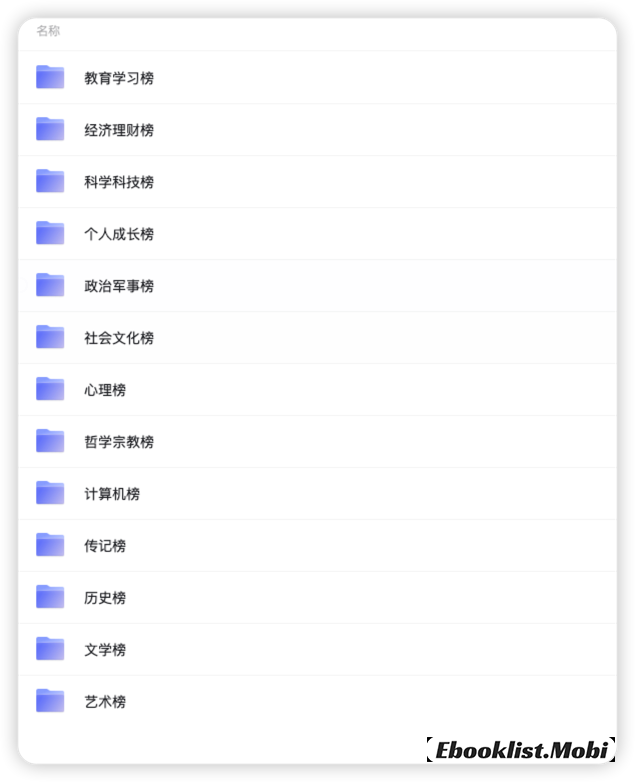 名称
教育学习榜
经济理财榜
科学科技榜
个人成长榜
政治军事榜
社会文化榜
心理榜
哲学宗教榜
计算机榜
传记榜
历史榜
文学榜
艺术榜
Ebooklist.Mobi